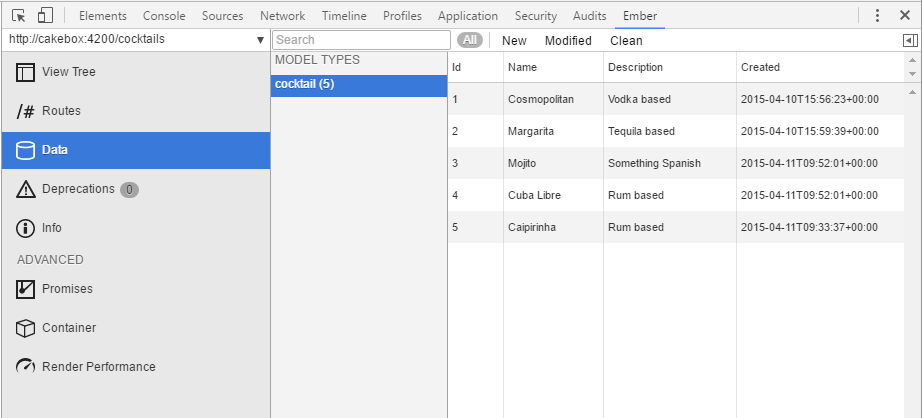 Elements Cookie Sources Network Timeline Profiles Application Security Audits Ember
http://cakebox:4200/cocktails
Search All New Modified Clean
View Tree
Routes
Data
Deprecations 0
Info
ADVANCED
Promises
Container
Render Performance
MODEL TYPES
cocktail (5)
Id Name Description Created
1 Cosmopolitan Vodka based 2015-04-10T15:56:23+00:00
2 Margarita Tequila based 2015-04-10T15:59:39+00:00
3 Mojito Something Spanish 2015-04-11T09:52:01+00:00
4 Cuba Libre Rum based 2015-04-11T09:52:01+00:00
5 Caipirinha Rum based 2015-04-11T09:33:37+00:00